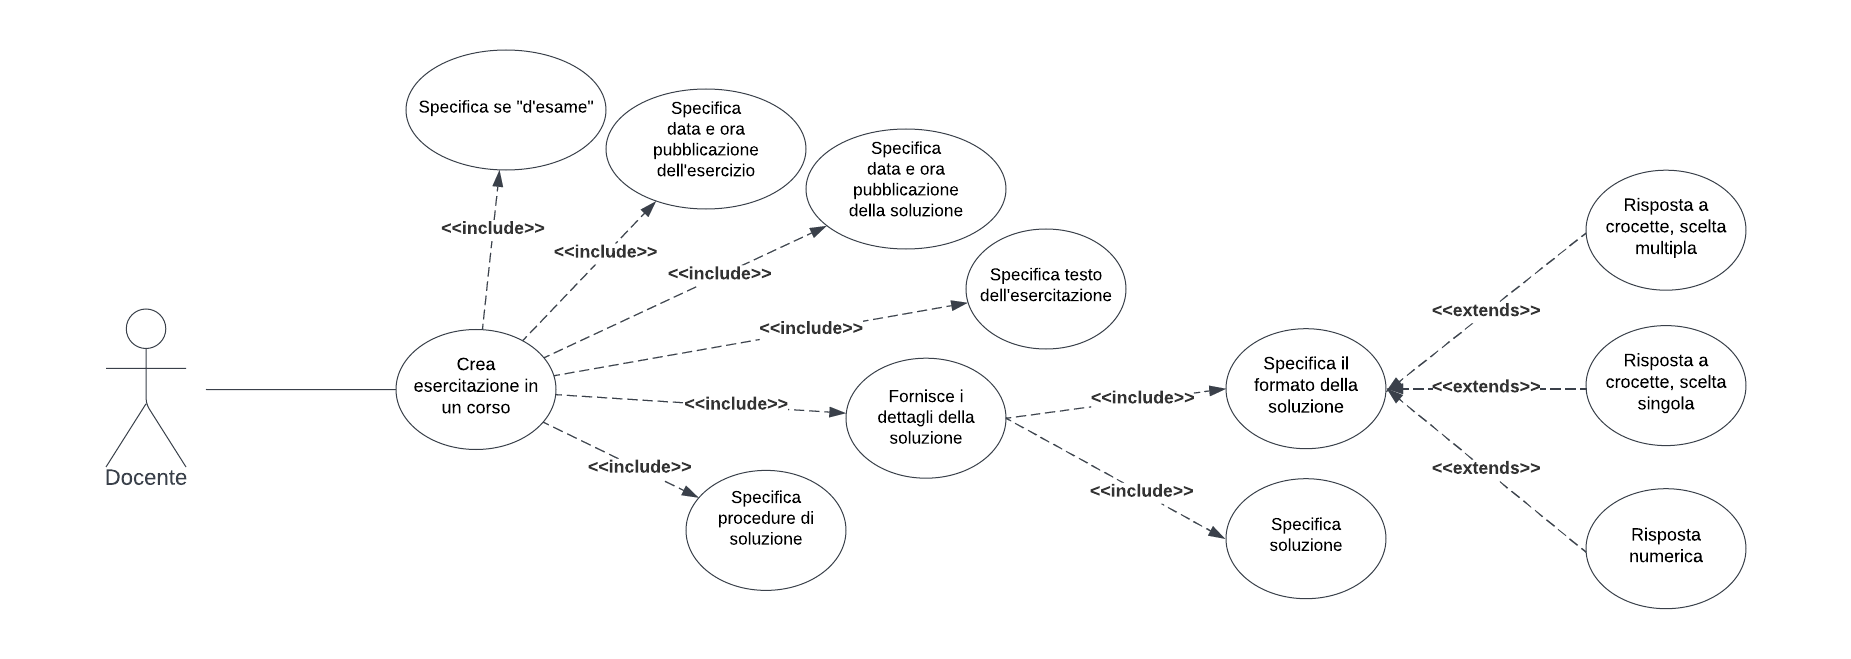 Specifica se "d'esame"
Specifica
data e ora
pubblicazione
dell'esercizio
Specifica
data e ora
pubblicazione
della soluzione
Specifica testo
dell'esercitazione
<<include>>
<<include>>
<<include>>
<<include>>
Docente
Crea
esercitazione in
un corso
<<include>>
Fornisce i
dettagli della
soluzione
<<include>>
Specifica
procedure di
soluzione
<<include>>
Specifica il
formato della
soluzione
<<include>>
Specifica
soluzione
<<extends>>
Risposta a
crocette, scelta
multipla
<<extends>>
Risposta a
crocette, scelta
singola
<<extends>>
Risposta
numerica